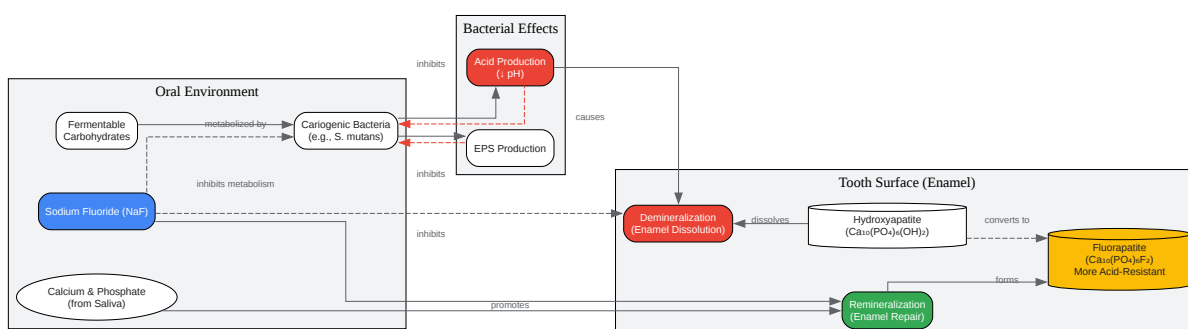 Bacterial Effects
inhibits
Acid Production
(↓ pH)
Oral Environment
Fermentable
Carbohydrates
metabolized by
Cariogenic Bacteria
(e.g., S. mutans)
causes
EPS Production
inhibits metabolism
inhibits
Tooth Surface (Enamel)
Sodium Fluoride (NaF)
inhibits
Demineralization
(Enamel Dissolution)
dissolves
Hydroxyapatite
(Ca₁₀(PO₄)₆(OH)₂)
converts to
Fluorapatite
(Ca₁₀(PO₄)₆F₂)
More Acid-Resistant
forms
Calcium & Phosphate
(from Saliva)
promotes
Remineralization
(Enamel Repair)